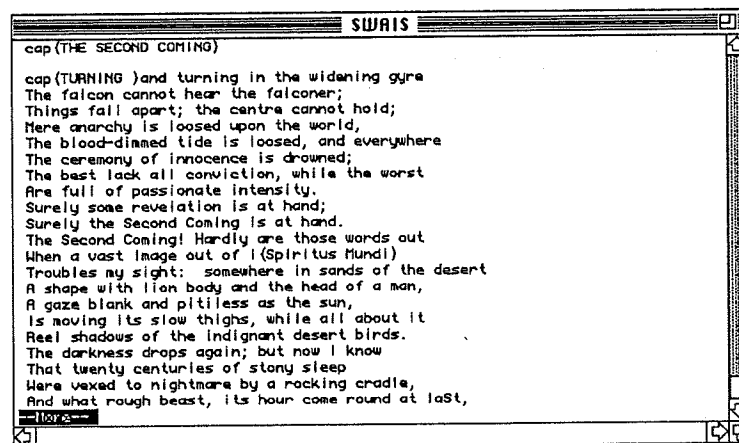 SWAIS
cap{THE SECOND COMING}
cap{TURNING }and turning in the widening gyre
The falcon cannot hear the falconer;
Things fall apart; the centre cannot hold;
Mere anarchy is loosed upon the world,
The blood-dimmed tide is loosed, and everywhere
The ceremony of innocence is drowned;
The best lack all conviction, while the worst
Are full of passionate intensity.
Surely some revelation is at hand;
Surely the Second Coming is at hand.
The Second Coming! Hardly are those words out
When a vast image out of i{Spiritus Mundi}
Troubles my sight:  somewhere in sands of the desert
A shape with lion body and the head of a man,
A gaze blank and pitiless as the sun,
Is moving its slow thighs, while all about it
Reel shadows of the indignant desert birds.
The darkness drops again; but now I know
That twenty centuries of stony sleep
Were vexed to nightmare by a rocking cradle,
And what rough beast, its hour come round at laSt,
--More--